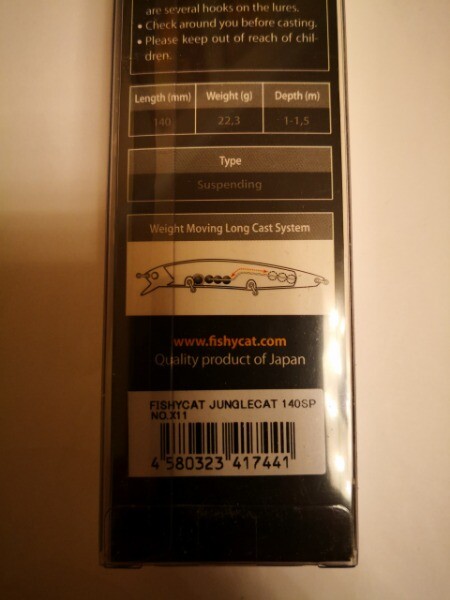 are several hooks on the lures.
• Check around you before casting.
• Please keep out of reach of chil-
dren.
Length (mm) Weight (g) Depth (m)
140 22,3 1-1,5
Type
Suspending
Weight Moving Long Cast System
www.fishycat.com
Quality product of Japan
FISHYCAT JUNGLECAT 140SP
NO.X11
4 580323 417441